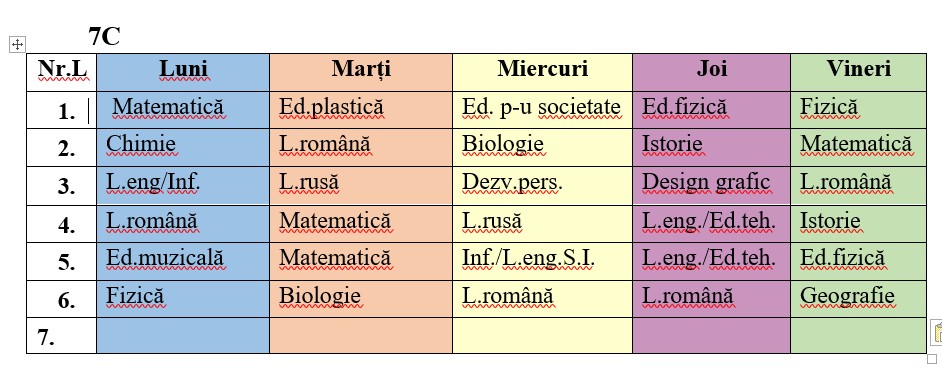 7C
Nr.L Luni Marți Miercuri Joi Vineri
1. Matematică Ed.plastică Ed. p-u societate Ed.fizică Fizică
2. Chimie L.română Biologie Istorie Matematică
3. L.eng/Inf. L.rusă Dezv.pers. Design grafic L.română
4. L.română Matematică L.rusă L.eng./Ed.teh. Istorie
5. Ed.muzicală Matematică Inf./L.eng.S.I. L.eng./Ed.teh. Ed.fizică
6. Fizică Biologie L.română L.română Geografie
7.